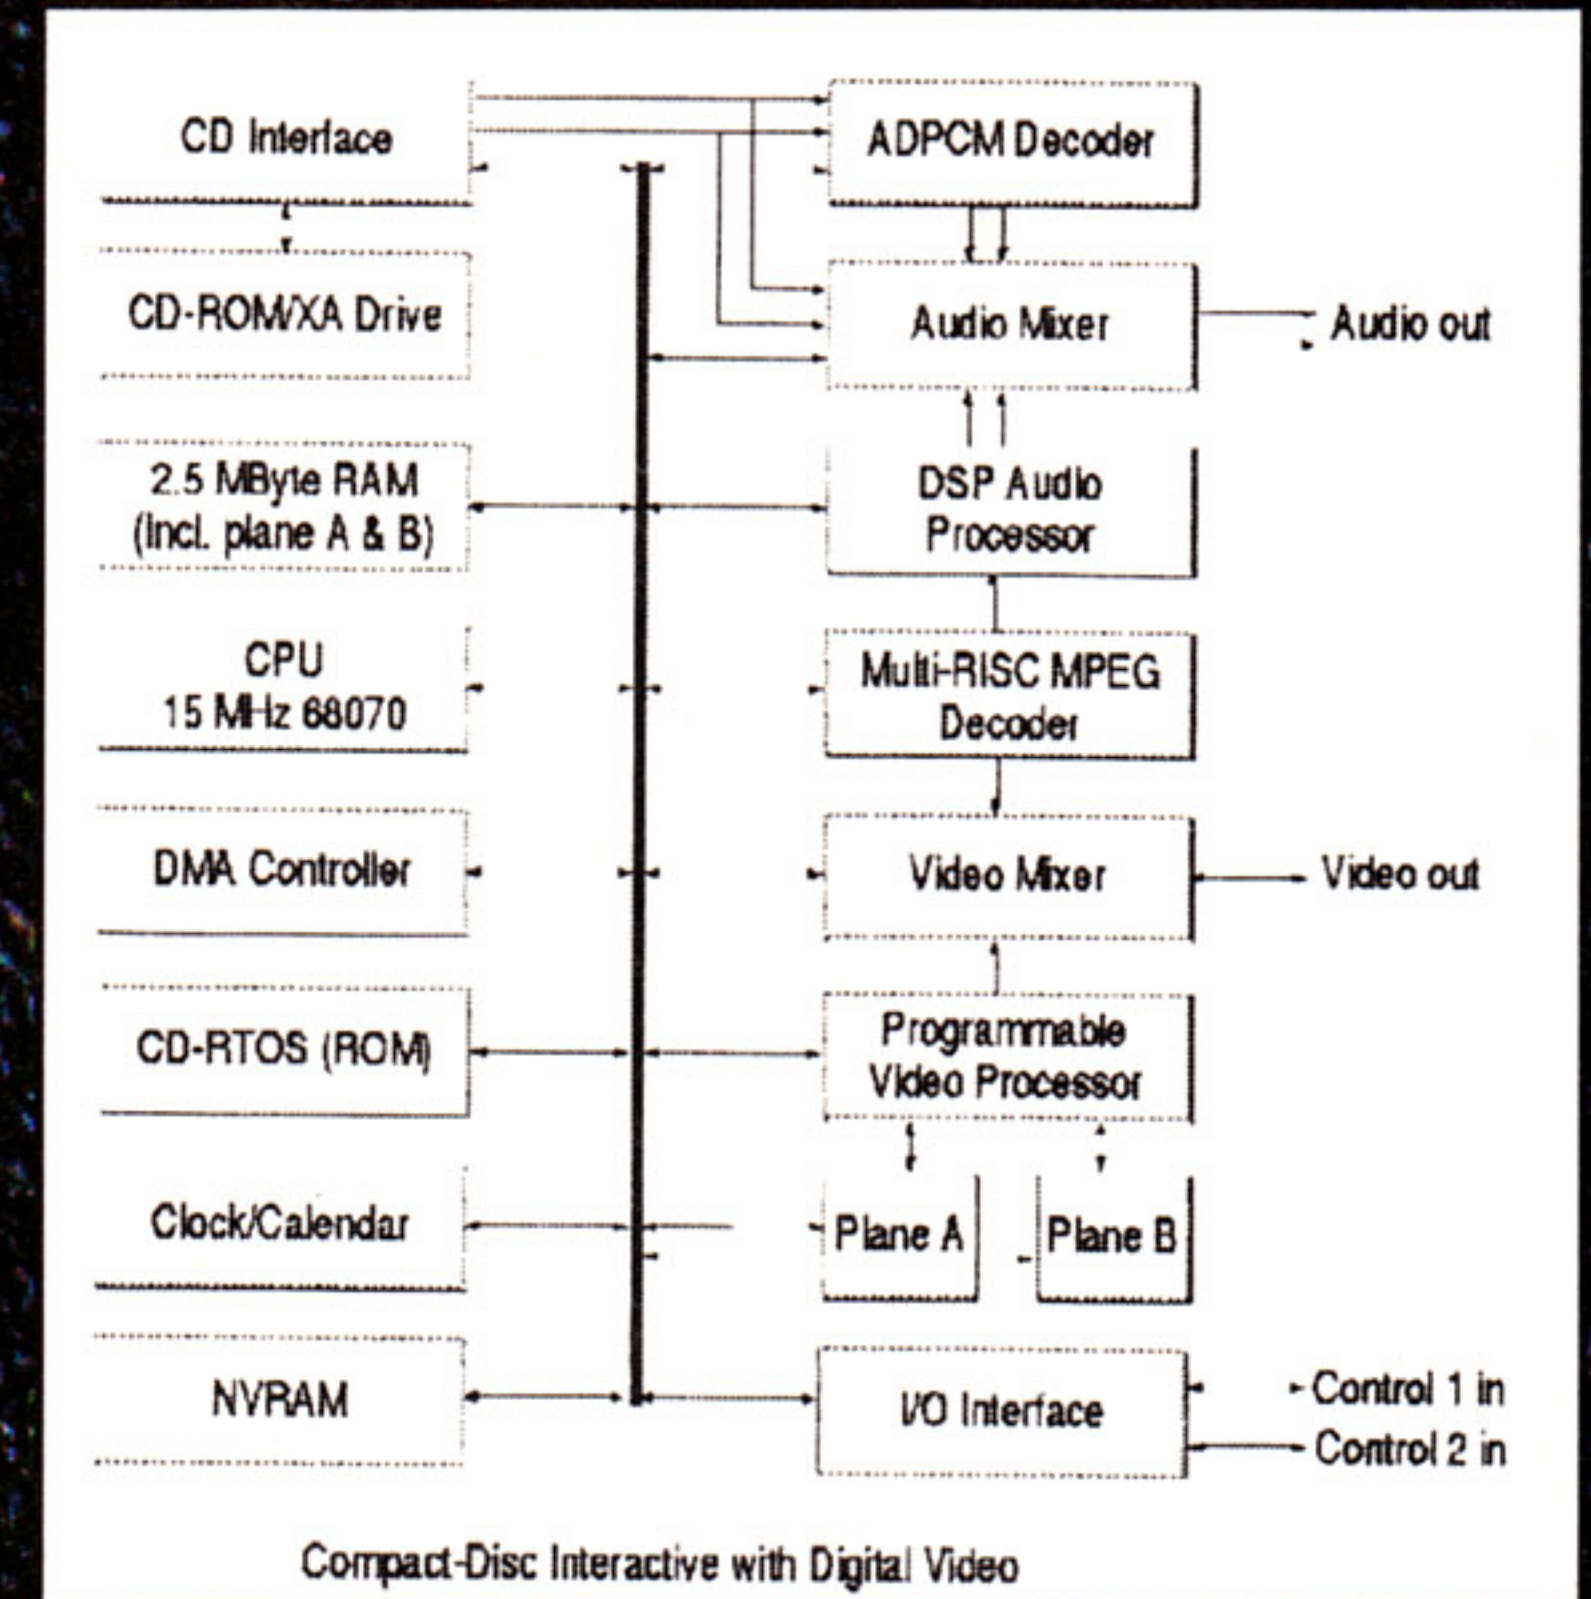 CD Interface
CD-ROM/XA Drive
2.5 MByte RAM
(incl. plane A & B)
CPU
15 MHz 68070
DMA Controller
CD-RTOS (ROM)
Clock/Calendar
NVRAM
ADPCM Decoder
Audio Mixer
Audio out
DSP Audio
Processor
Multi-RISC MPEG
Decoder
Video Mixer
Video out
Programmable
Video Processor
Plane A
Plane B
I/O Interface
Control 1 in
Control 2 in
Compact-Disc Interactive with Digital Video